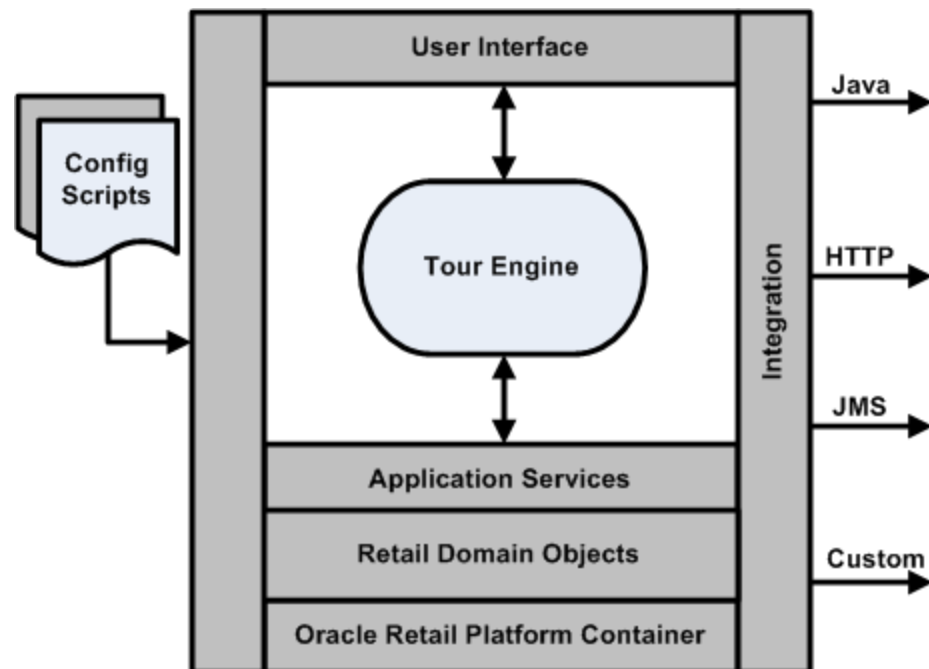 User Interface
Java
Config
Scripts
Tour Engine
HTTP
Integration
JMS
Application Services
Retail Domain Objects
Custom
Oracle Retail Platform Container